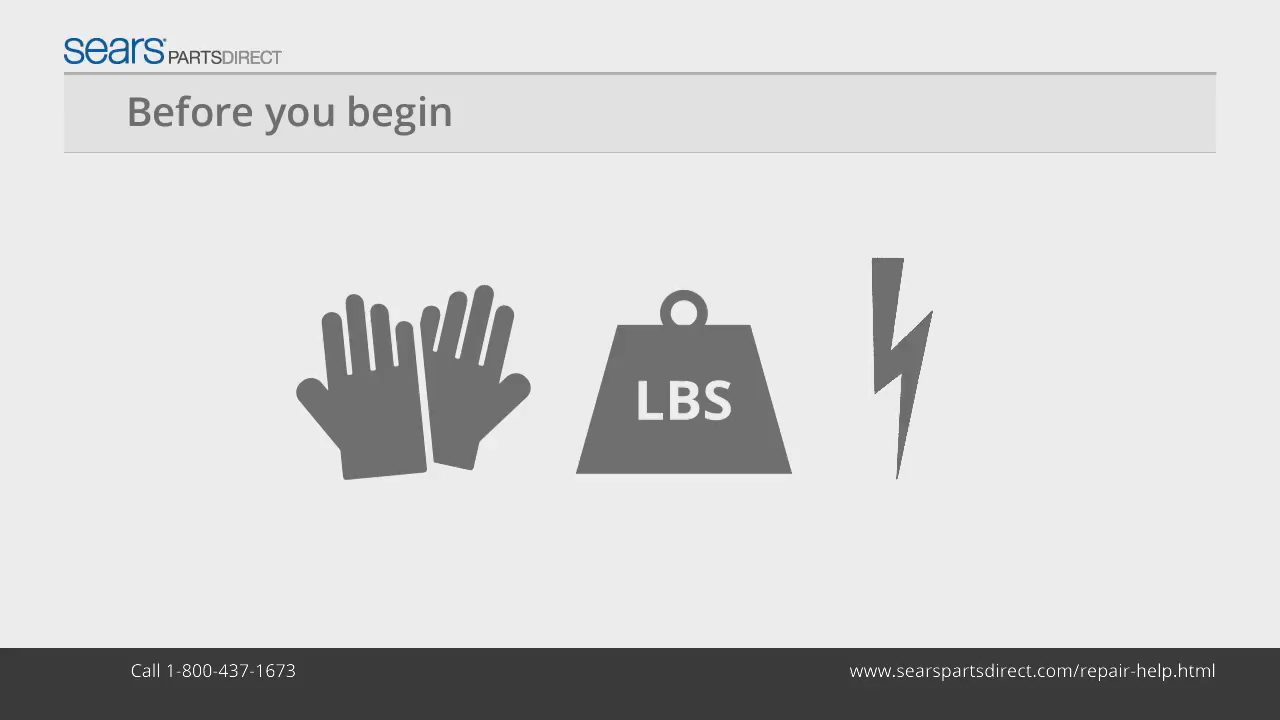 sears PARTSDIRECT
Before you begin
LBS
Call 1-800-437-1673
www.searspartsdirect.com/repair-help.html